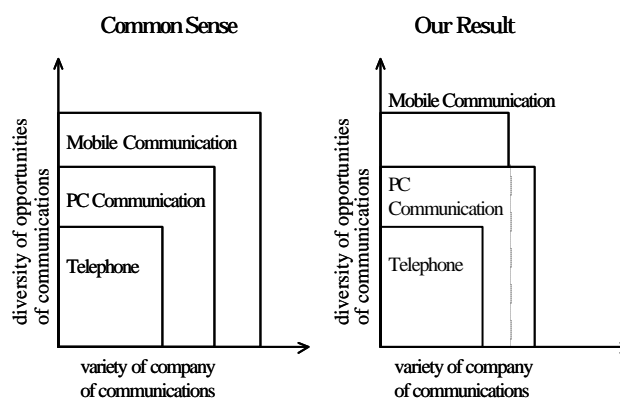 Common Sense
diversity of opportunities
of communications
Mobile Communication
PC Communication
Telephone
variety of company
of communications
Our Result
diversity of opportunities
of communications
Mobile Communication
PC
Communication
Telephone
variety of company
of communications